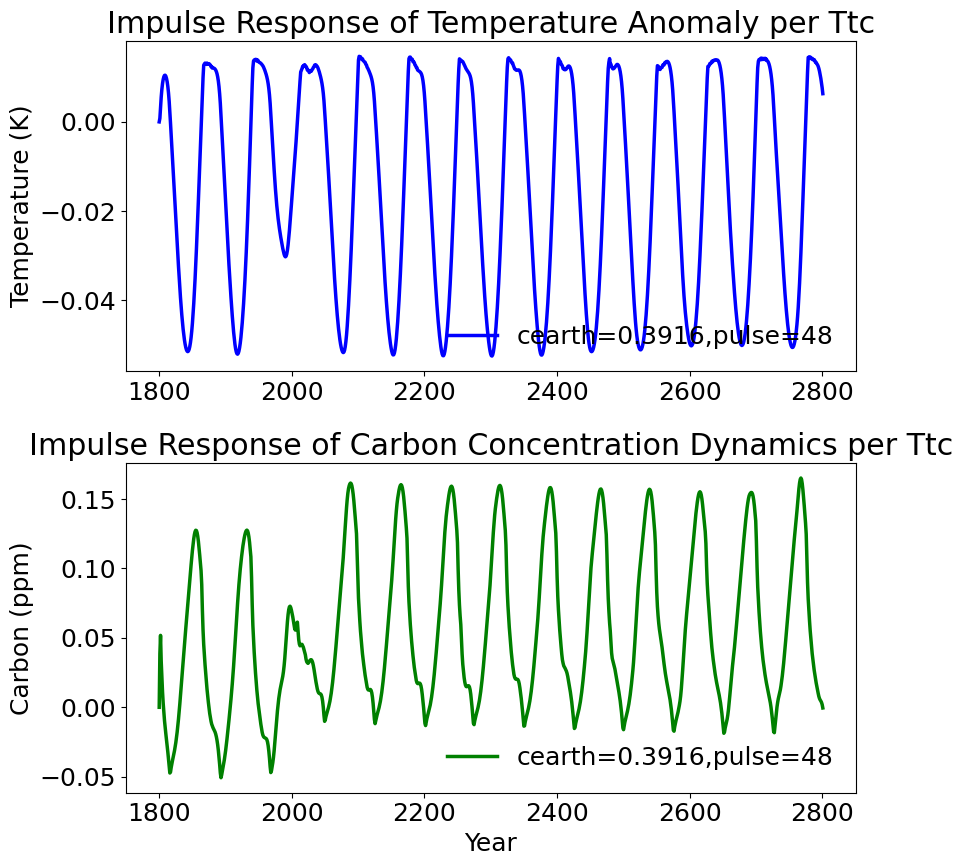 Impulse Response of Temperature Anomaly per Ttc
Temperature (K)
0.00
−0.02
−0.04
cearth=0.3916,pulse=48
1800 2000 2200 2400 2600 2800
Impulse Response of Carbon Concentration Dynamics per Ttc
Carbon (ppm)
0.15
0.10
0.05
0.00
−0.05
cearth=0.3916,pulse=48
1800 2000 2200 2400 2600 2800
Year